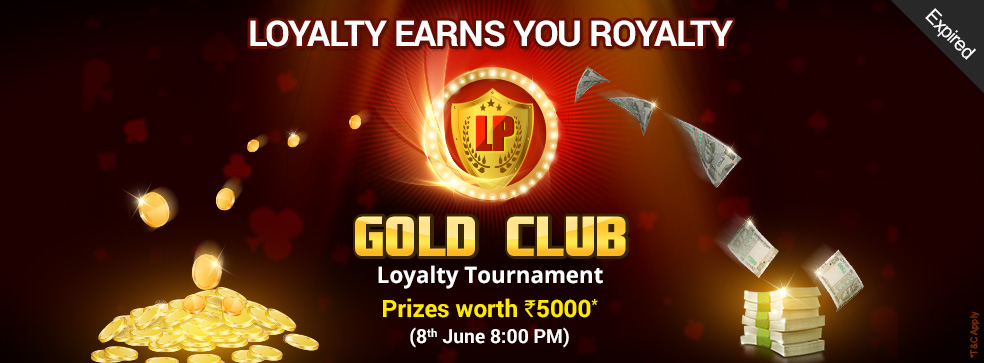 LOYALTY EARNS YOU ROYALTY
Expired
LP
GOLD CLUB
Loyalty Tournament
Prizes worth ₹5000*
(8th June 8:00 PM)
*T&C Apply